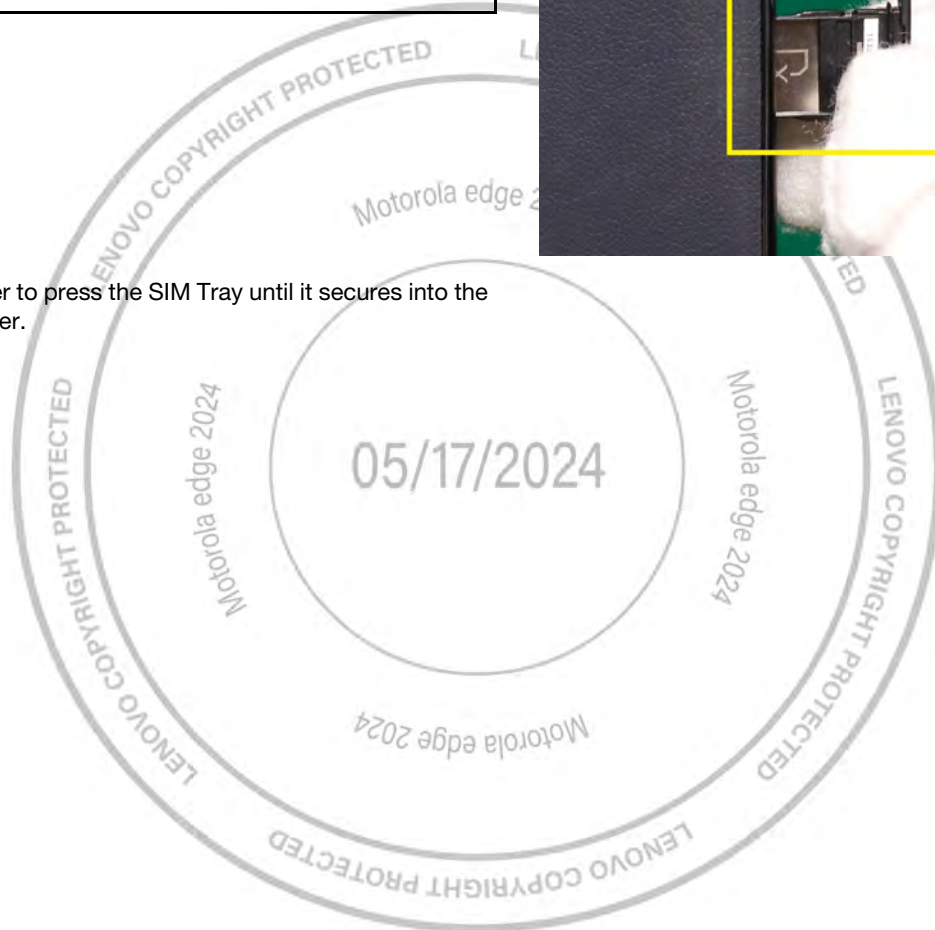 LENOVO COPYRIGHT PROTECTED
Motorola edge
er to press the SIM Tray until it secures into the
er.
LENOVO COPYRIGHT PROTECTED
Motorola edge 2024
05/17/2024
Motorola edge 2024
LENOVO COPYRIGHT PROTECTED
Motorola edge 2024
LENOVO COPYRIGHT PROTECTED